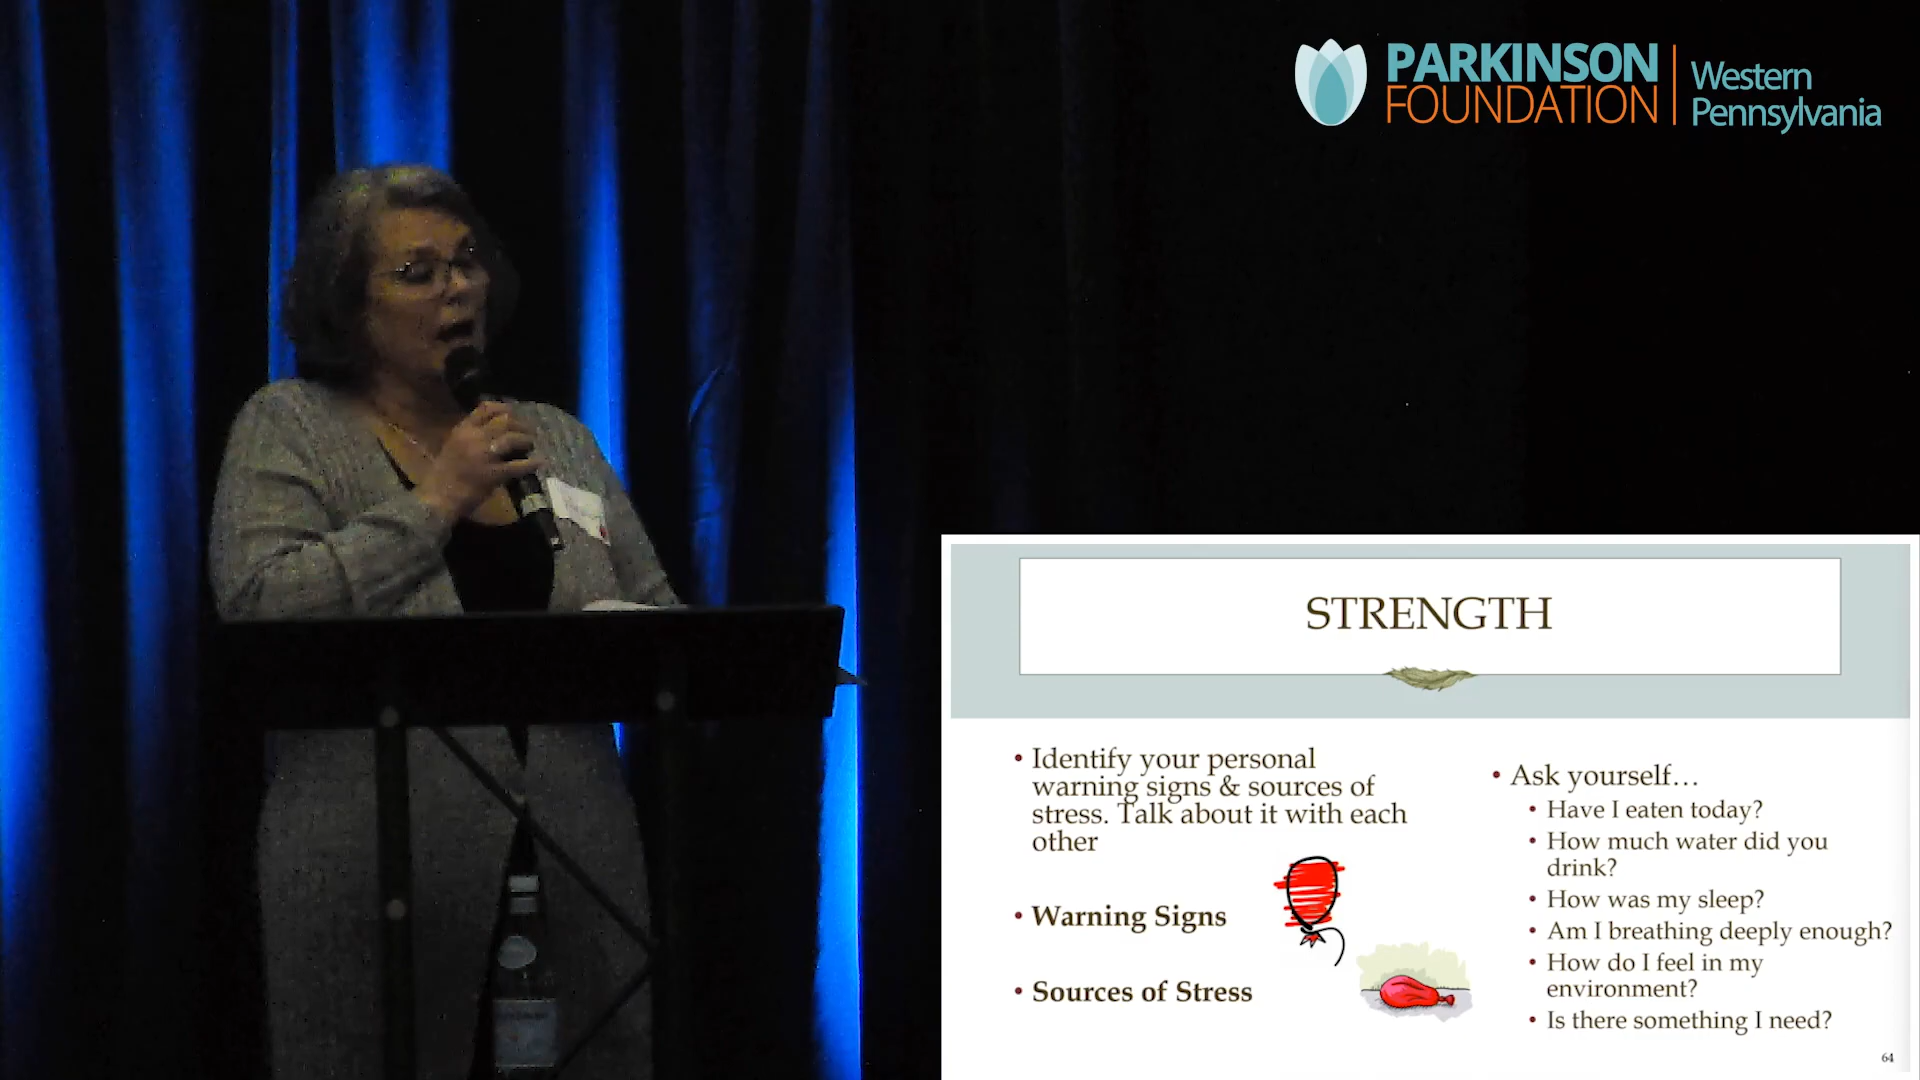 PARKINSON
FOUNDATION
Western
Pennsylvania
STRENGTH
• Identify your personal
warning signs & sources of
stress. Talk about it with each
other
• Warning Signs
• Sources of Stress
• Ask yourself…
• Have I eaten today?
• How much water did you
drink?
• How was my sleep?
• Am I breathing deeply enough?
• How do I feel in my
environment?
• Is there something I need?
64